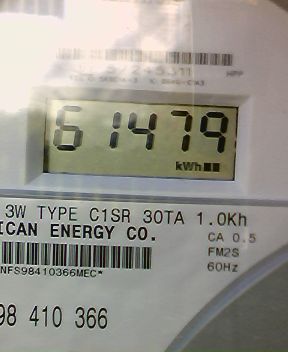 61479
kWh
3W TYPE C1SR 30TA 1.0Kh
ICAN ENERGY CO.
CA 0.5
FM2S
60Hz
NFS98410366MEC*
98 410 366